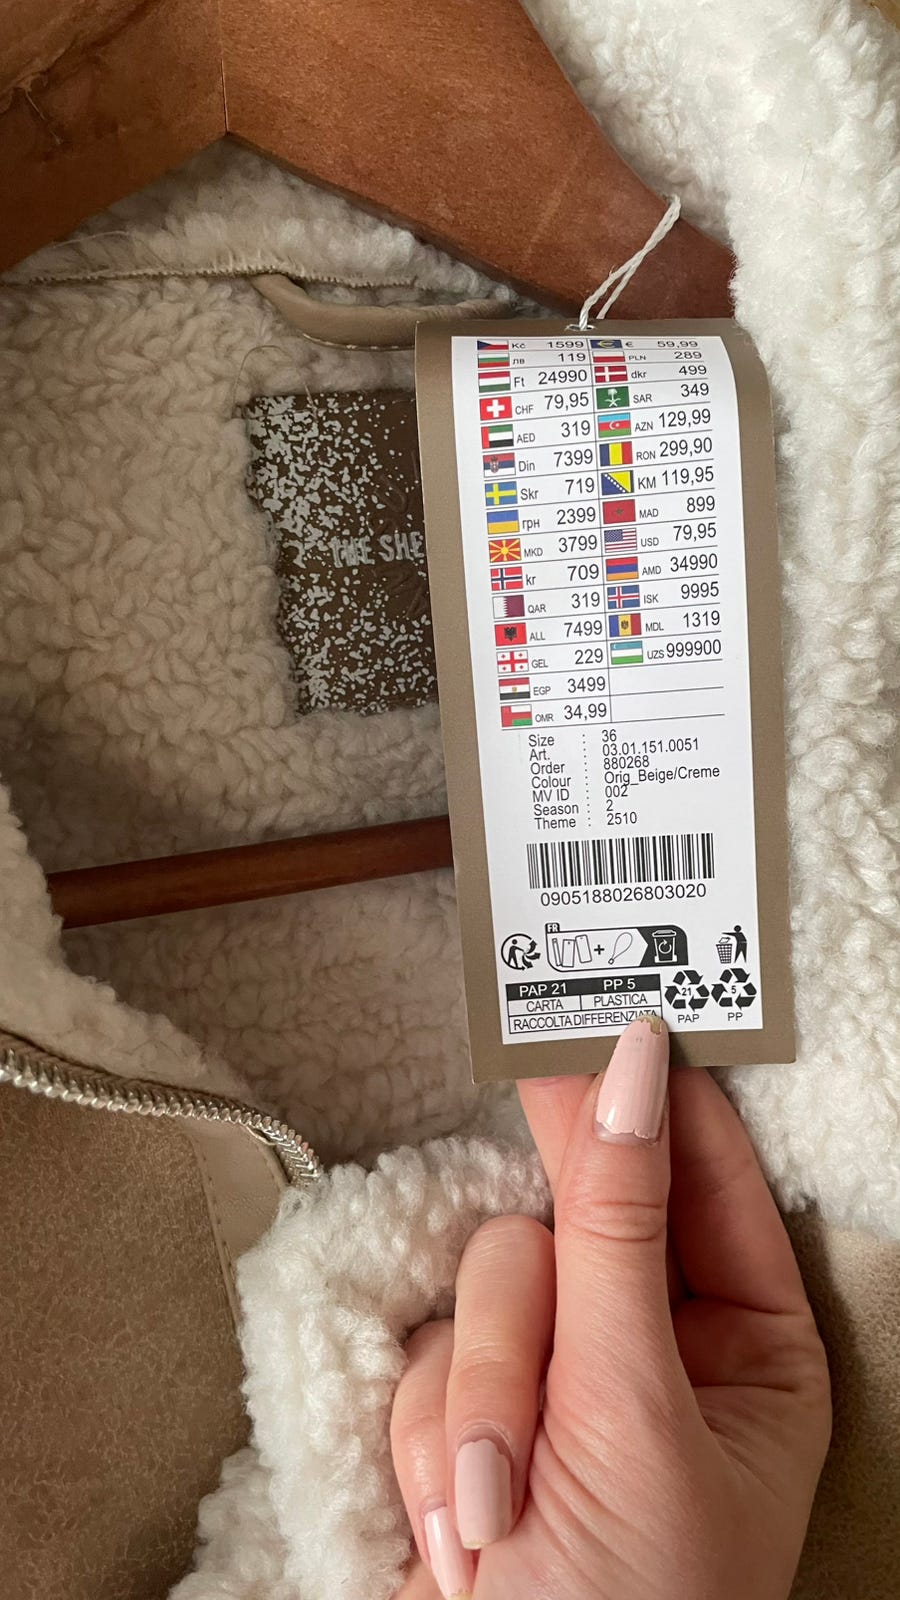 Kč 1599 € 59,99
лв 119 PLN 289
Ft 24990 dkr 499
CHF 79,95 SAR 349
AED 319 AZN 129,99
Din 7399 RON 299,90
Skr 719 KM 119,95
грн 2399 MAD 899
MKD 3799 USD 79,95
kr 709 AMD 34990
QAR 319 ISK 9995
ALL 7499 MDL 1319
GEL 229 UZS 999900
EGP 3499
OMR 34,99
THE SHE
Size : 36
Art. : 03.01.151.0051
Order : 880268
Colour : Orig_Beige/Creme
MV ID : 002
Season : 2
Theme : 2510
0905188026803020
FR
+
PAP 21 PP 5
CARTA PLASTICA
RACCOLTA DIFFERENZIATA
21 5
PAP PP